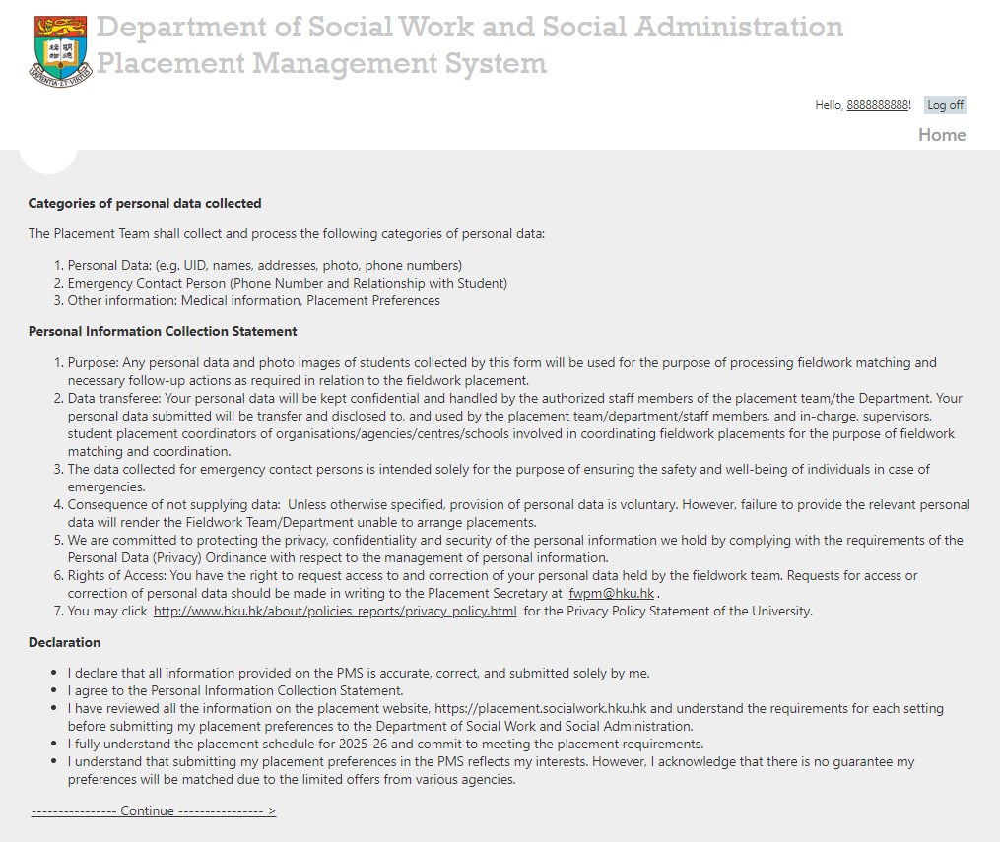 Department of Social Work and Social Administration
Placement Management System
SAPIENTIA ET VIRTUS
Hello, 8888888888! Log off
Home
Categories of personal data collected
The Placement Team shall collect and process the following categories of personal data:
1. Personal Data: (e.g. UID, names, addresses, photo, phone numbers)
2. Emergency Contact Person (Phone Number and Relationship with Student)
3. Other information: Medical information, Placement Preferences
Personal Information Collection Statement
1. Purpose: Any personal data and photo images of students collected by this form will be used for the purpose of processing fieldwork matching and
necessary follow-up actions as required in relation to the fieldwork placement.
2. Data transferee: Your personal data will be kept confidential and handled by the authorized staff members of the placement team/the Department. Your
personal data submitted will be transfer and disclosed to, and used by the placement team/department/staff members, and in-charge, supervisors,
student placement coordinators of organisations/agencies/centres/schools involved in coordinating fieldwork placements for the purpose of fieldwork
matching and coordination.
3. The data collected for emergency contact persons is intended solely for the purpose of ensuring the safety and well-being of individuals in case of
emergencies.
4. Consequence of not supplying data:  Unless otherwise specified, provision of personal data is voluntary. However, failure to provide the relevant personal
data will render the Fieldwork Team/Department unable to arrange placements.
5. We are committed to protecting the privacy, confidentiality and security of the personal information we hold by complying with the requirements of the
Personal Data (Privacy) Ordinance with respect to the management of personal information.
6. Rights of Access: You have the right to request access to and correction of your personal data held by the fieldwork team. Requests for access or
correction of personal data should be made in writing to the Placement Secretary at  fwpm@hku.hk .
7. You may click  http://www.hku.hk/about/policies_reports/privacy_policy.html  for the Privacy Policy Statement of the University.
Declaration
• I declare that all information provided on the PMS is accurate, correct, and submitted solely by me.
• I agree to the Personal Information Collection Statement.
• I have reviewed all the information on the placement website, https://placement.socialwork.hku.hk and understand the requirements for each setting
before submitting my placement preferences to the Department of Social Work and Social Administration.
• I fully understand the placement schedule for 2025-26 and commit to meeting the placement requirements.
• I understand that submitting my placement preferences in the PMS reflects my interests. However, I acknowledge that there is no guarantee my
preferences will be matched due to the limited offers from various agencies.
---------------- Continue ---------------- >